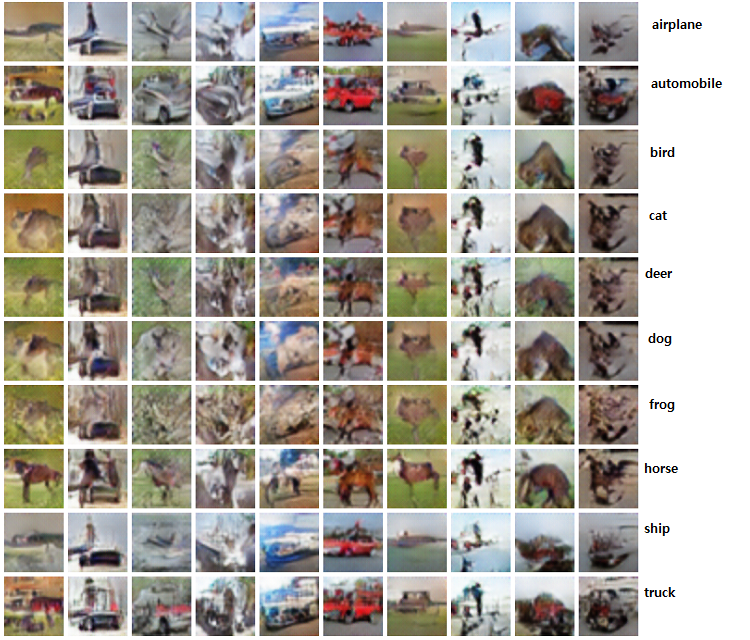 airplane
automobile
bird
cat
deer
dog
frog
horse
ship
truck